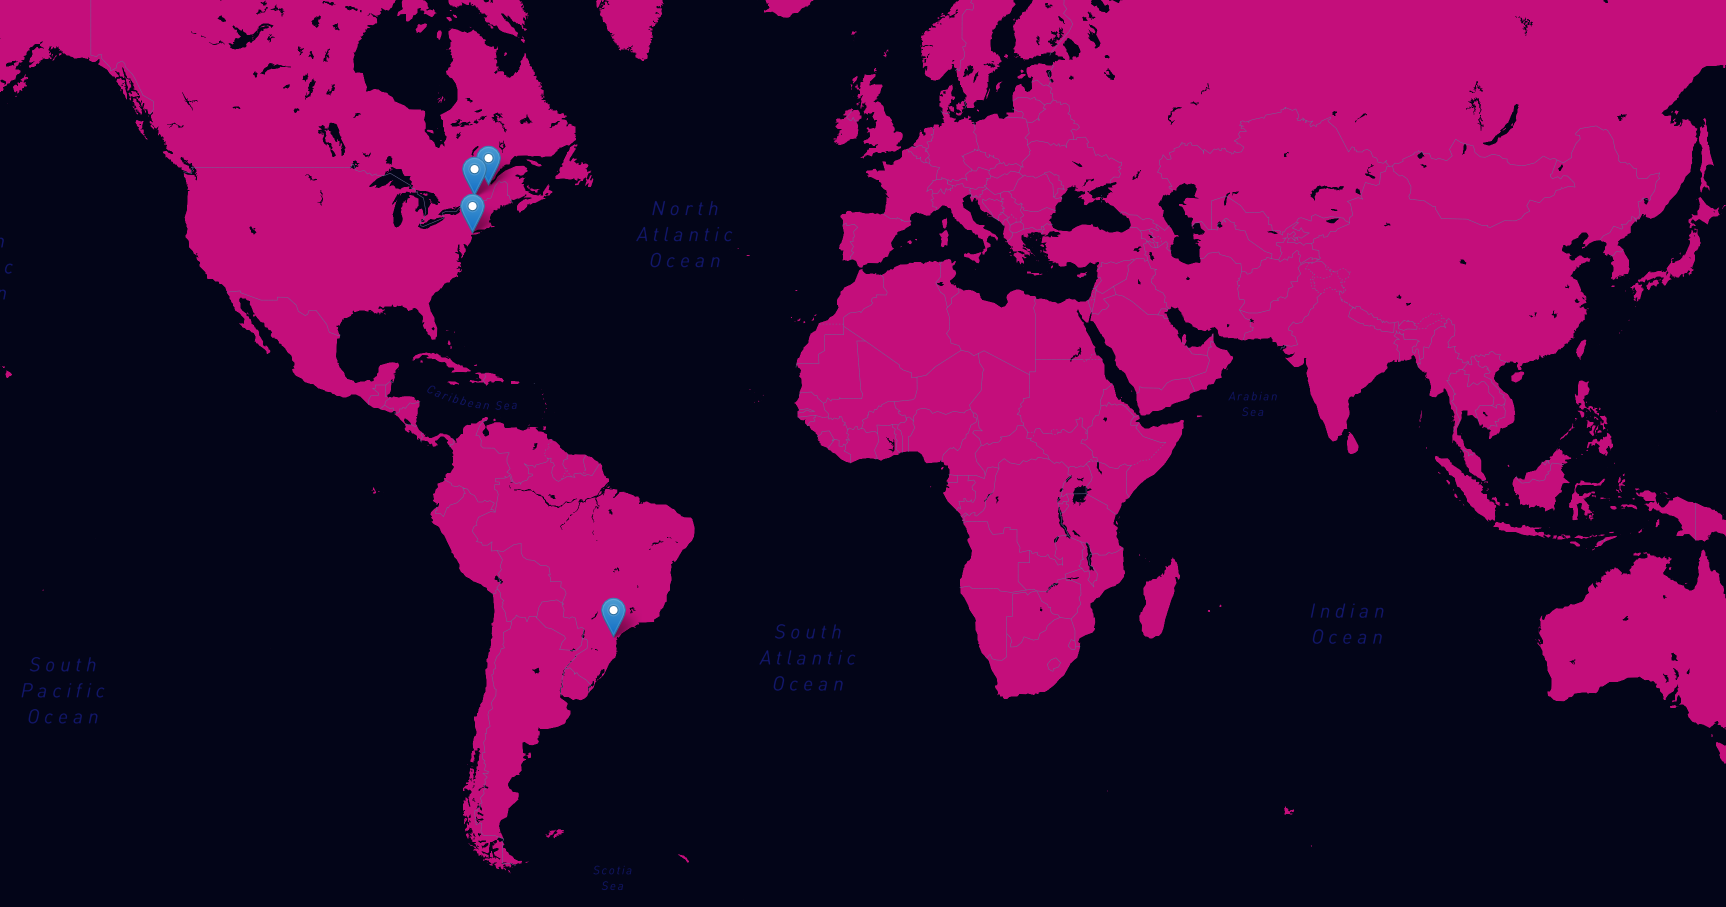 North
Atlantic
Ocean
n
c
n
Caribbean Sea
Arabian
Sea
South
Pacific
Ocean
South
Atlantic
Ocean
Indian
Ocean
Scotia
Sea